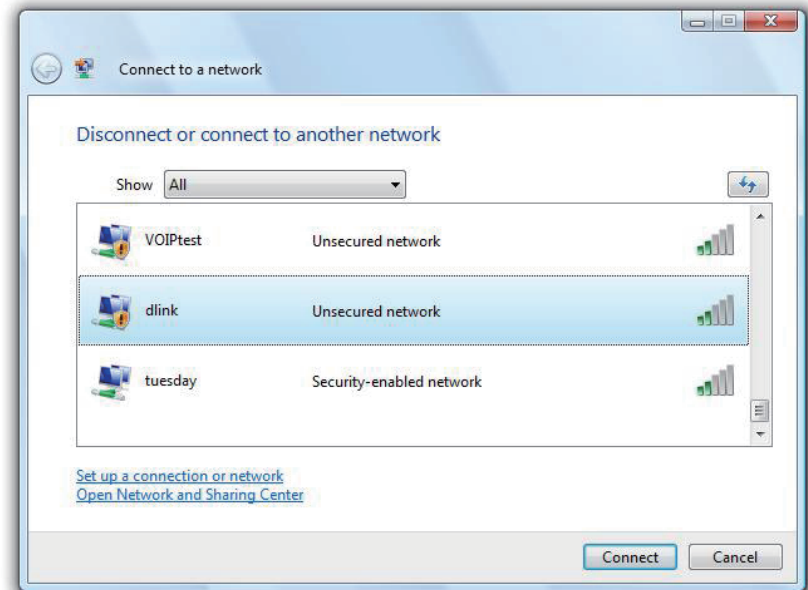 Connect to a network
Disconnect or connect to another network
Show All
VOIPtest Unsecured network
dlink Unsecured network
tuesday Security-enabled network
Set up a connection or network
Open Network and Sharing Center
Connect Cancel